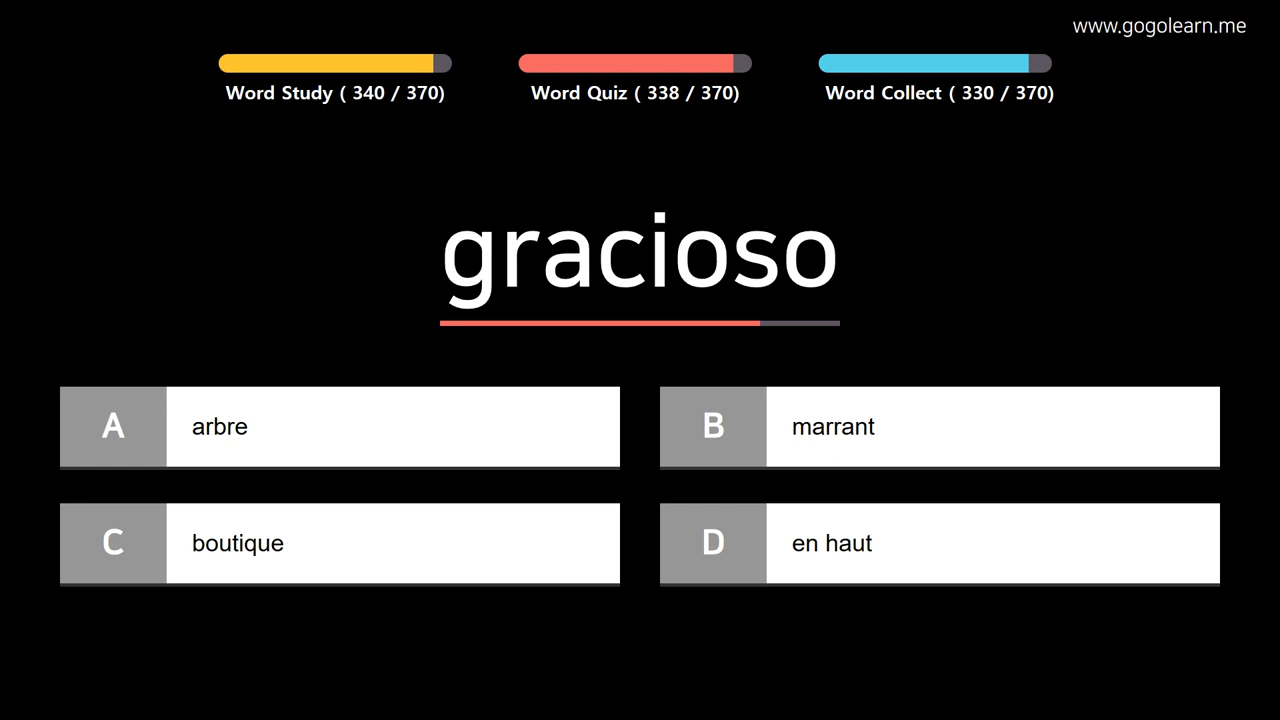 www.gogolearn.me
Word Study ( 340 / 370)
Word Quiz ( 338 / 370)
Word Collect ( 330 / 370)
gracioso
A arbre
B marrant
C boutique
D en haut